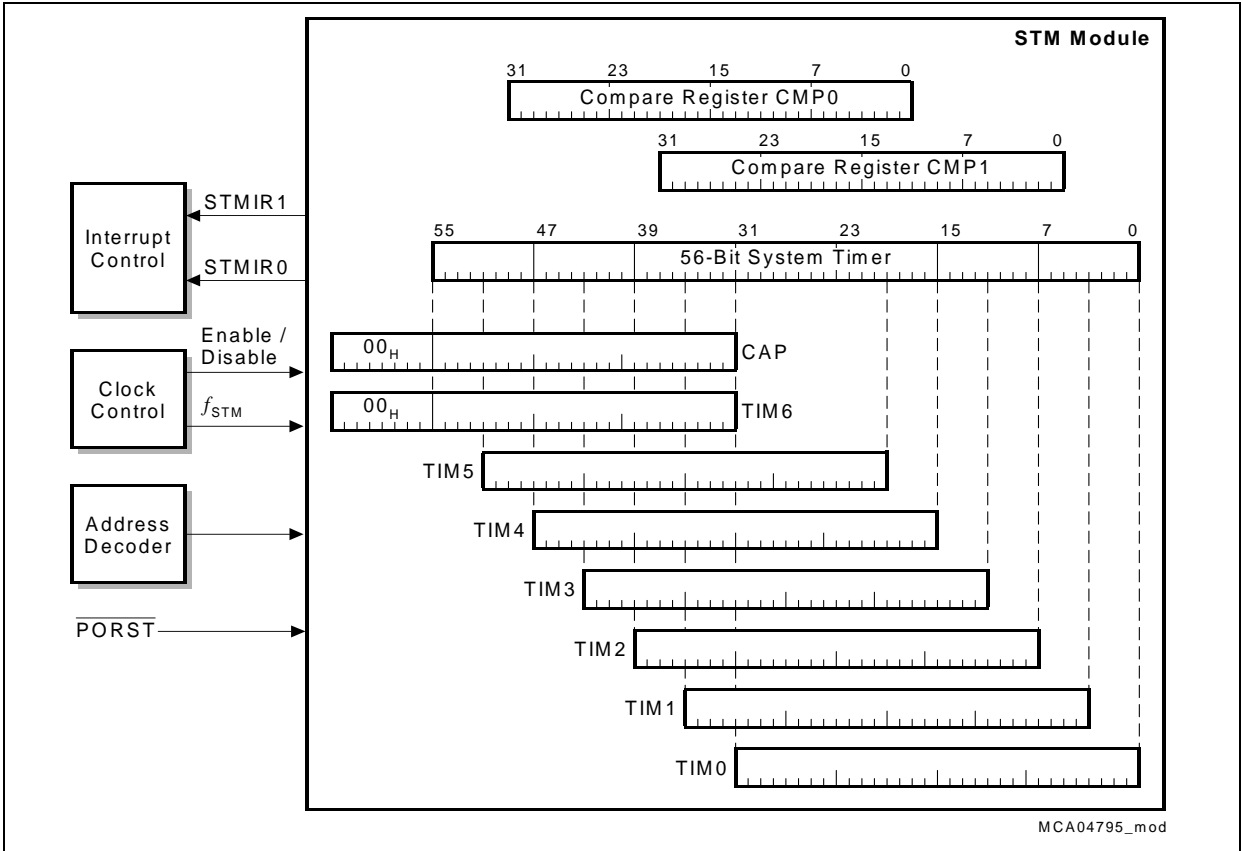 STM Module
31 23 15 7 0
Compare Register CMP0
31 23 15 7 0
Compare Register CMP1
STMIR1
Interrupt
Control
STMIR0
55 47 39 31 23 15 7 0
56-Bit System Timer
Enable /
Disable
00H
CAP
Clock
Control
fSTM
00H
TIM6
TIM5
Address
Decoder
TIM4
TIM3
PORST
TIM2
TIM1
TIM0
MCA04795_mod